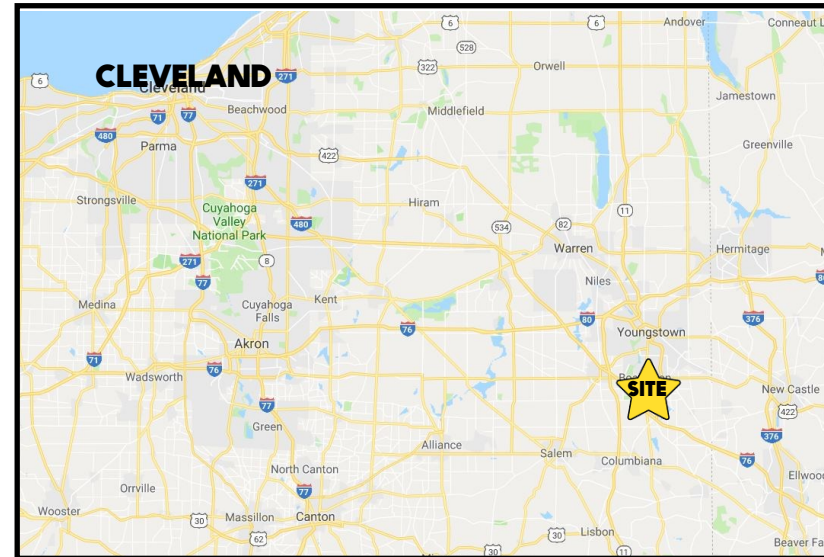 6
6
Andover
Conneaut L
528
CLEVELAND
Cleveland
271
322
Orwell
6
Jamestown
71
77
Beachwood
Middlefield
480
Parma
422
Greenville
271
Strongsville
Cuyahoga
Valley
National Park
Hiram
11
480
534
82
Warren
Hermitage
8
271
77
Niles
80
Medina
Cuyahoga
Falls
Kent
76
80
376
Youngstown
Akron
71
76
Wadsworth
SITE
New Castle
77
422
Green
376
Alliance
Salem
Columbiana
76
North Canton
Ellwoo
77
Orrville
Wooster
30
Massillon
Canton
62
30
30
Lisbon
11
Beaver Fa